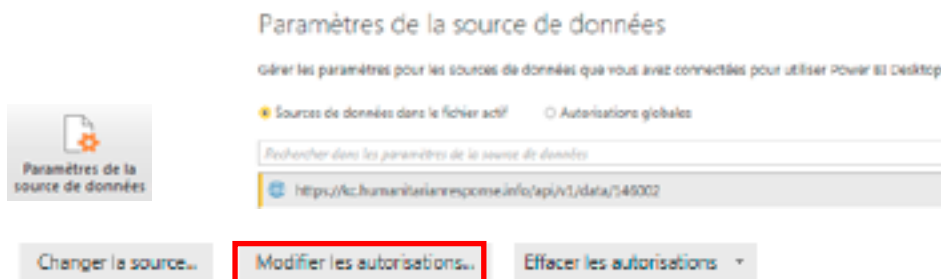 Paramètres de la source de données
Gérer les paramètres pour les sources de données que vous avez connectées pour utiliser Power BI Desktop
Sources de données dans le fichier actif Autorisations globales
Rechercher dans les paramètres de la source de données
https://kc.humanitarianresponse.info/api/v1/data/546002
Paramètres de la
source de données
Changer la source... Modifier les autorisations... Effacer les autorisations